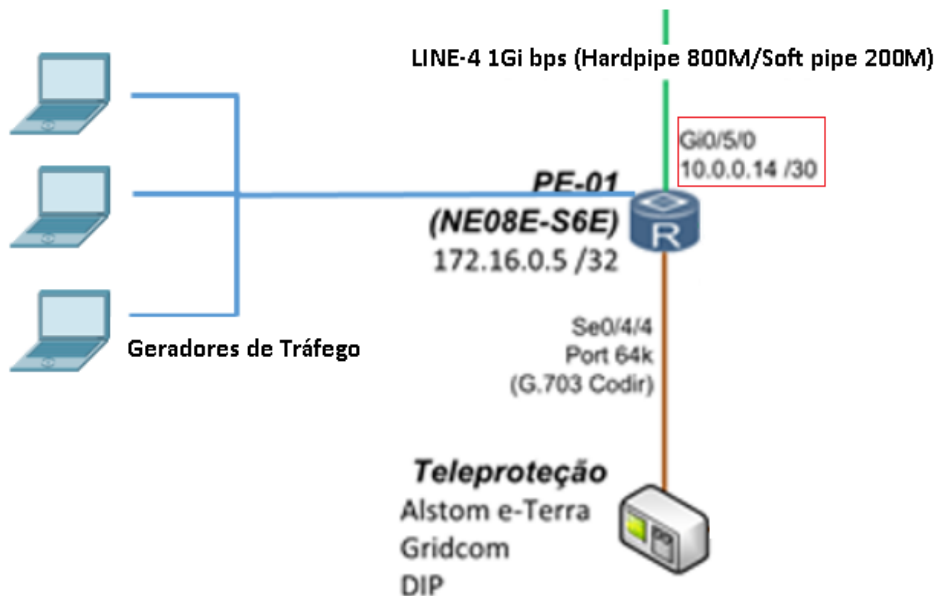 LINE-4 1Gi bps (Hardpipe 800M/Soft pipe 200M)
Gi0/5/0
10.0.0.14 /30
PE-01
(NE08E-S6E)
172.16.0.5 /32
R
Geradores de Tráfego
Se0/4/4
Port 64k
(G.703 Codir)
Teleproteção
Alstom e-Terra
Gridcom
DIP